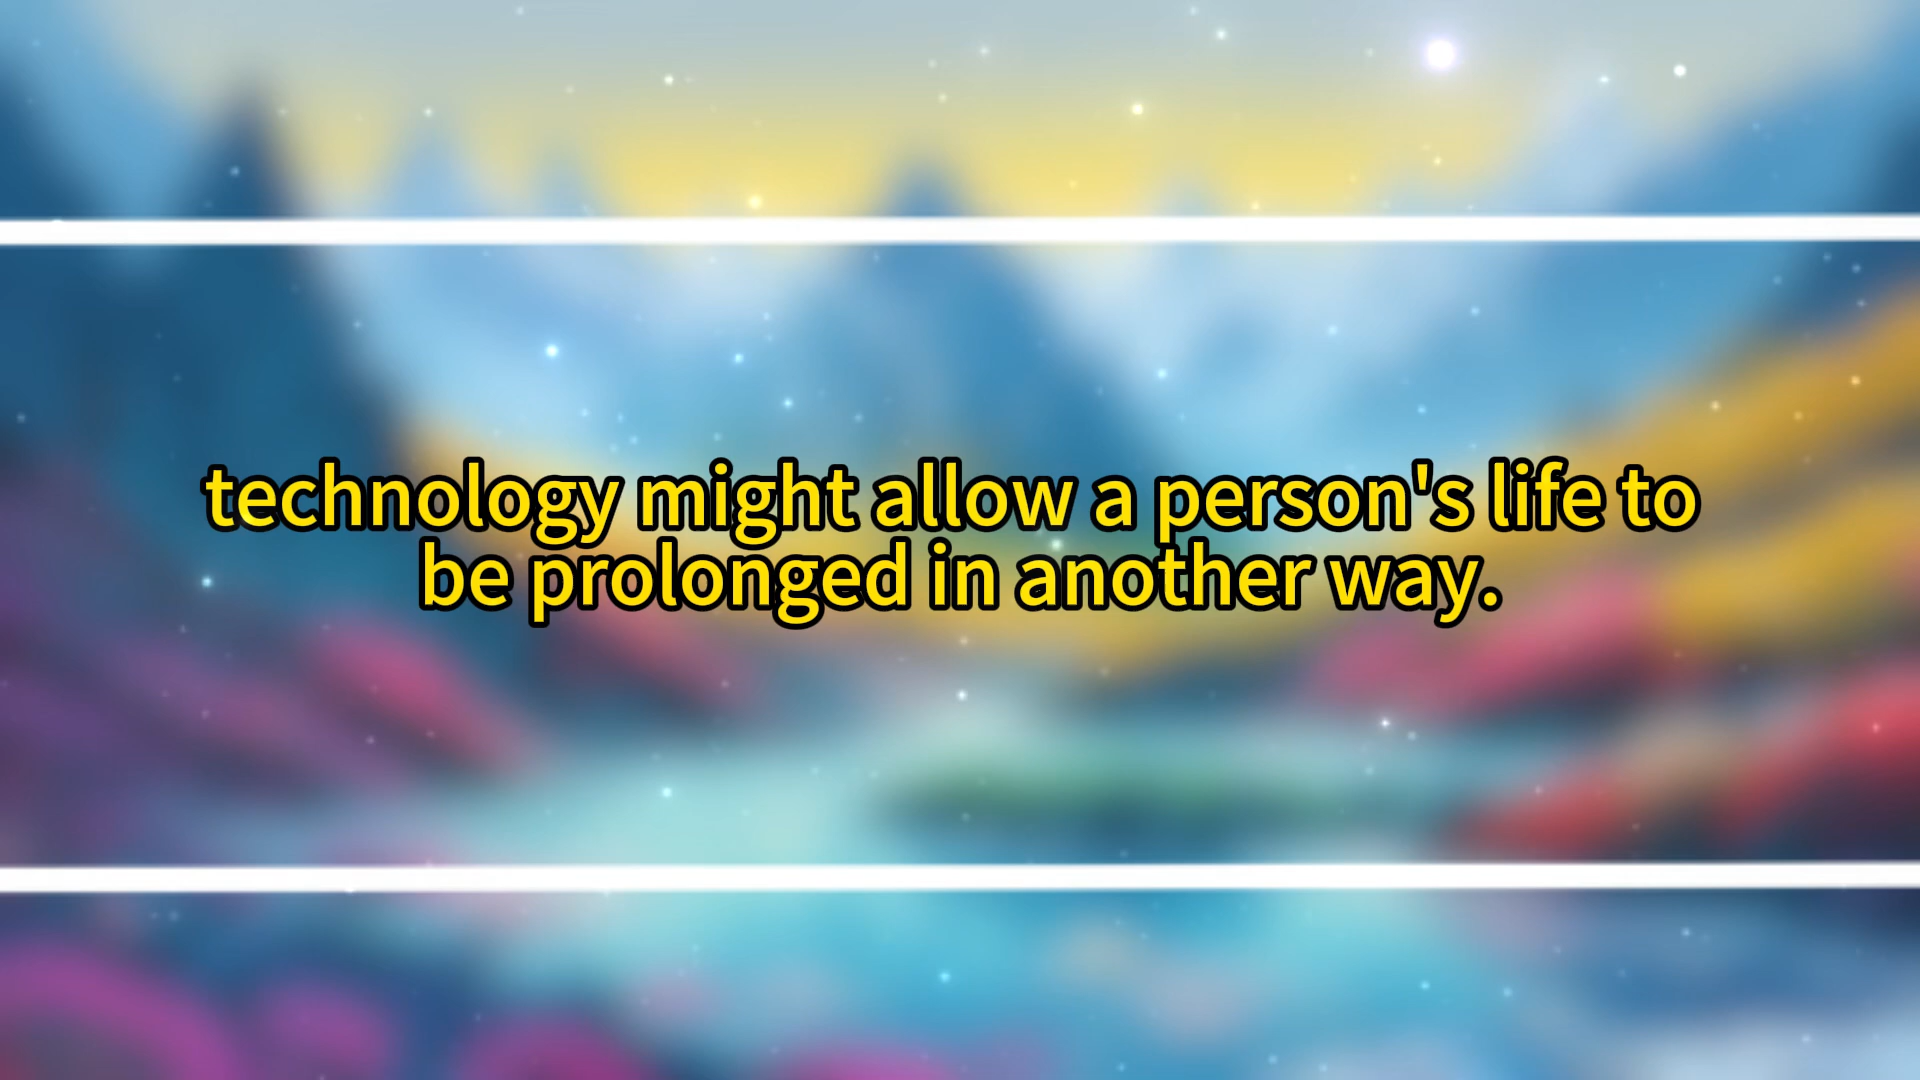 technology might allow a person's life to
be prolonged in another way.